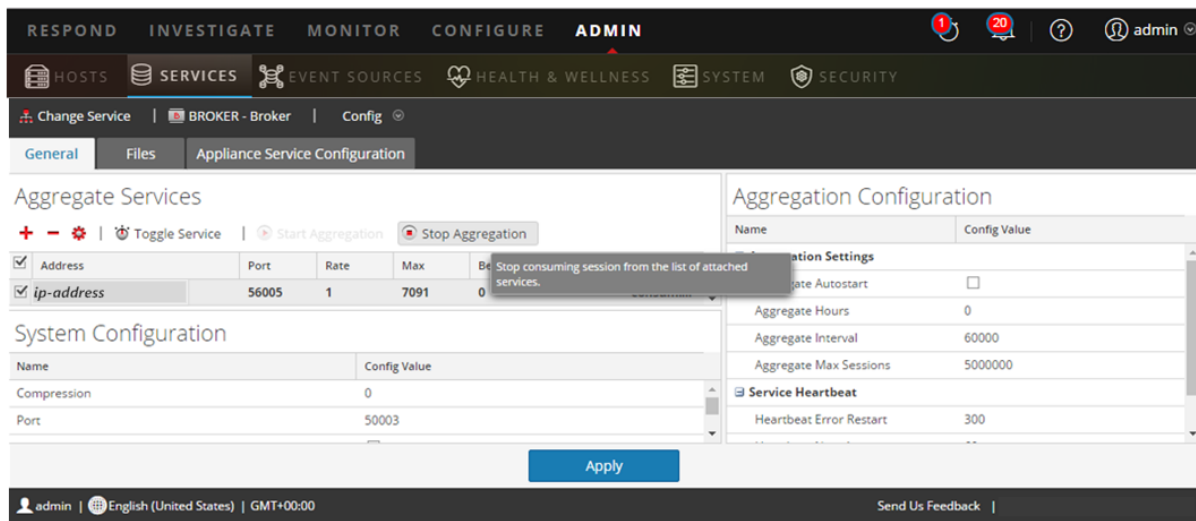 RESPOND INVESTIGATE MONITOR CONFIGURE ADMIN 1 20 ? admin
HOSTS SERVICES EVENT SOURCES HEALTH & WELLNESS SYSTEM SECURITY
Change Service | BROKER - Broker | Config
General Files Appliance Service Configuration
Aggregate Services
Toggle Service | Start Aggregation Stop Aggregation
Address Port Rate Max Be
ip-address 56005 1 7091 0
Stop consuming session from the list of attached
services.
System Configuration
Name Config Value
Compression 0
Port 50003
Aggregation Configuration
Name Config Value
ation Settings
ate Autostart
Aggregate Hours 0
Aggregate Interval 60000
Aggregate Max Sessions 5000000
Service Heartbeat
Heartbeat Error Restart 300
Apply
admin | English (United States) | GMT+00:00 Send Us Feedback |